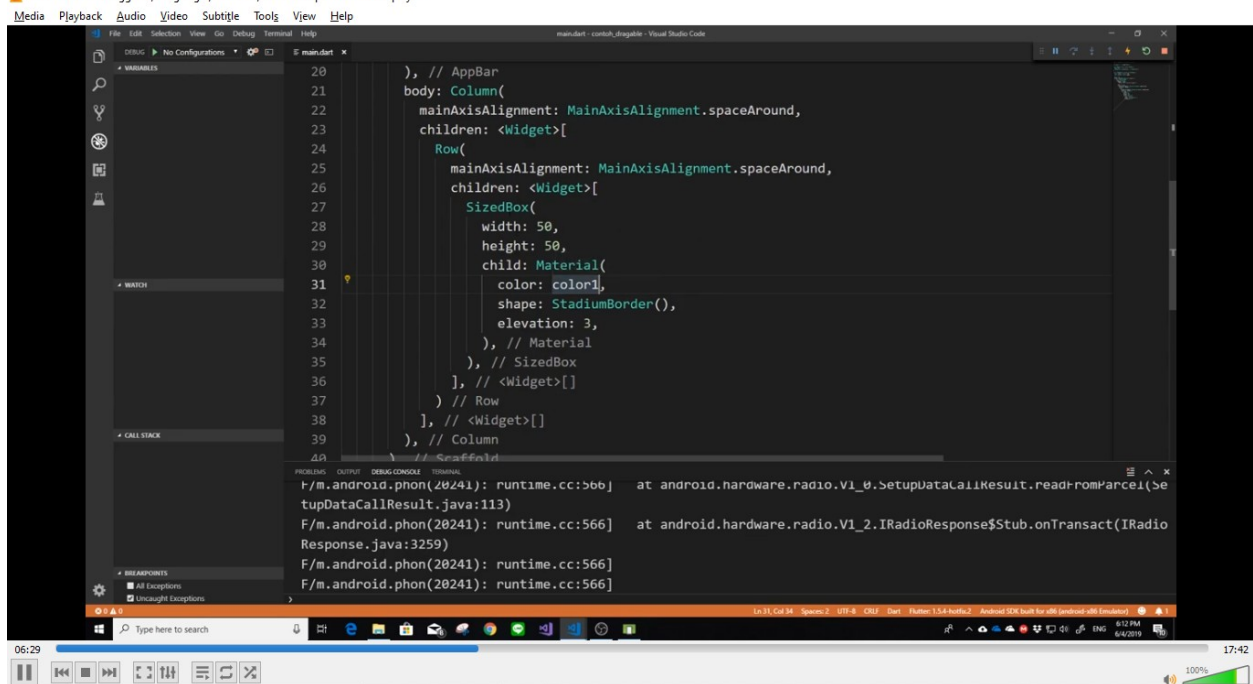 Media Playback Audio Video Subtitle Tools View Help
File Edit Selection View Go Debug Terminal Help
main.dart - contoh_dragable - Visual Studio Code
DEBUG No Configurations
main.dart ×
VARIABLES
20 ), // AppBar
21 body: Column(
22 mainAxisAlignment: MainAxisAlignment.spaceAround,
23 children: <Widget>[
24 Row(
25 mainAxisAlignment: MainAxisAlignment.spaceAround,
26 children: <Widget>[
27 SizedBox(
28 width: 50,
29 height: 50,
30 child: Material(
WATCH
31 color: color1,
32 shape: StadiumBorder(),
33 elevation: 3,
34 ), // Material
35 ), // SizedBox
36 ], // <Widget>[]
37 ) // Row
38 ], // <Widget>[]
CALL STACK
39 ), // Column
40 ) // Scaffold
PROBLEMS OUTPUT DEBUG CONSOLE TERMINAL
F/m.android.phon(20241): runtime.cc:566] at android.hardware.radio.V1_0.SetupDataCallResult.readFromParcel(Se
tupDataCallResult.java:113)
F/m.android.phon(20241): runtime.cc:566] at android.hardware.radio.V1_2.IRadioResponse$Stub.onTransact(IRadio
Response.java:3259)
F/m.android.phon(20241): runtime.cc:566]
F/m.android.phon(20241): runtime.cc:566]
>
BREAKPOINTS
All Exceptions
Uncaught Exceptions
0 0
Ln 31, Col 34 Spaces: 2 UTF-8 CRLF Dart Flutter: 1.5.4-hotfix.2 Android SDK built for x86 (android-x86 Emulator) 1
Type here to search
ENG
6:12 PM
6/4/2019
06:29
17:42
100%